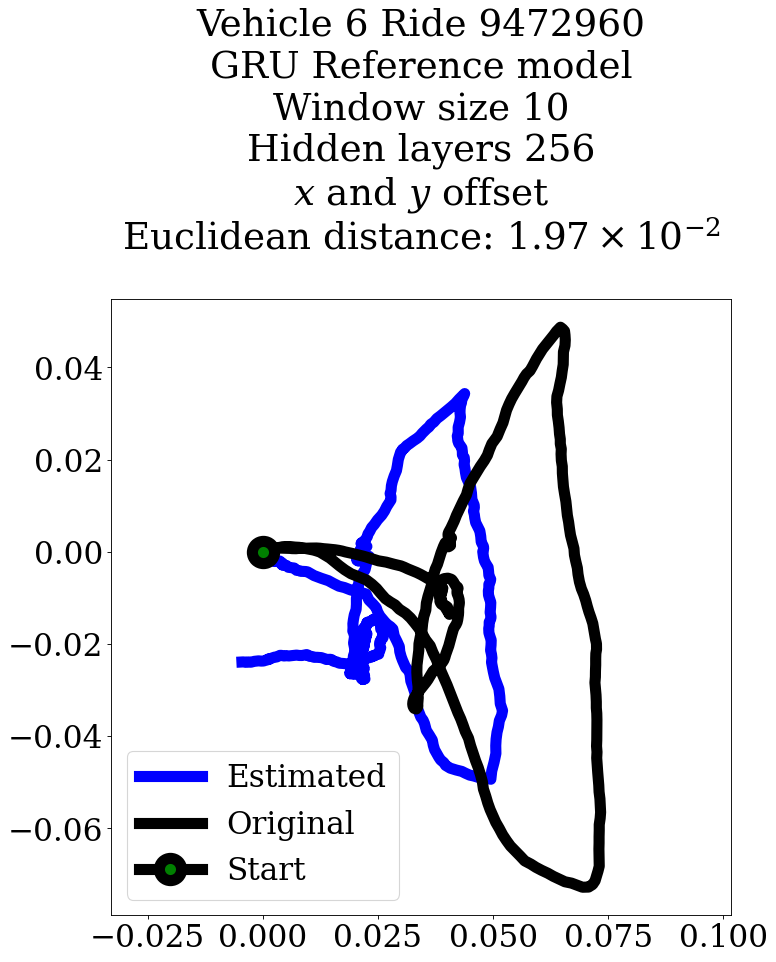 Vehicle 6 Ride 9472960
GRU Reference model
Window size 10
Hidden layers 256
x and y offset
Euclidean distance: 1.97 × 10⁻²
0.04
0.02
0.00
−0.02
−0.04
−0.06
Estimated
Original
Start
−0.025 0.000 0.025 0.050 0.075 0.100